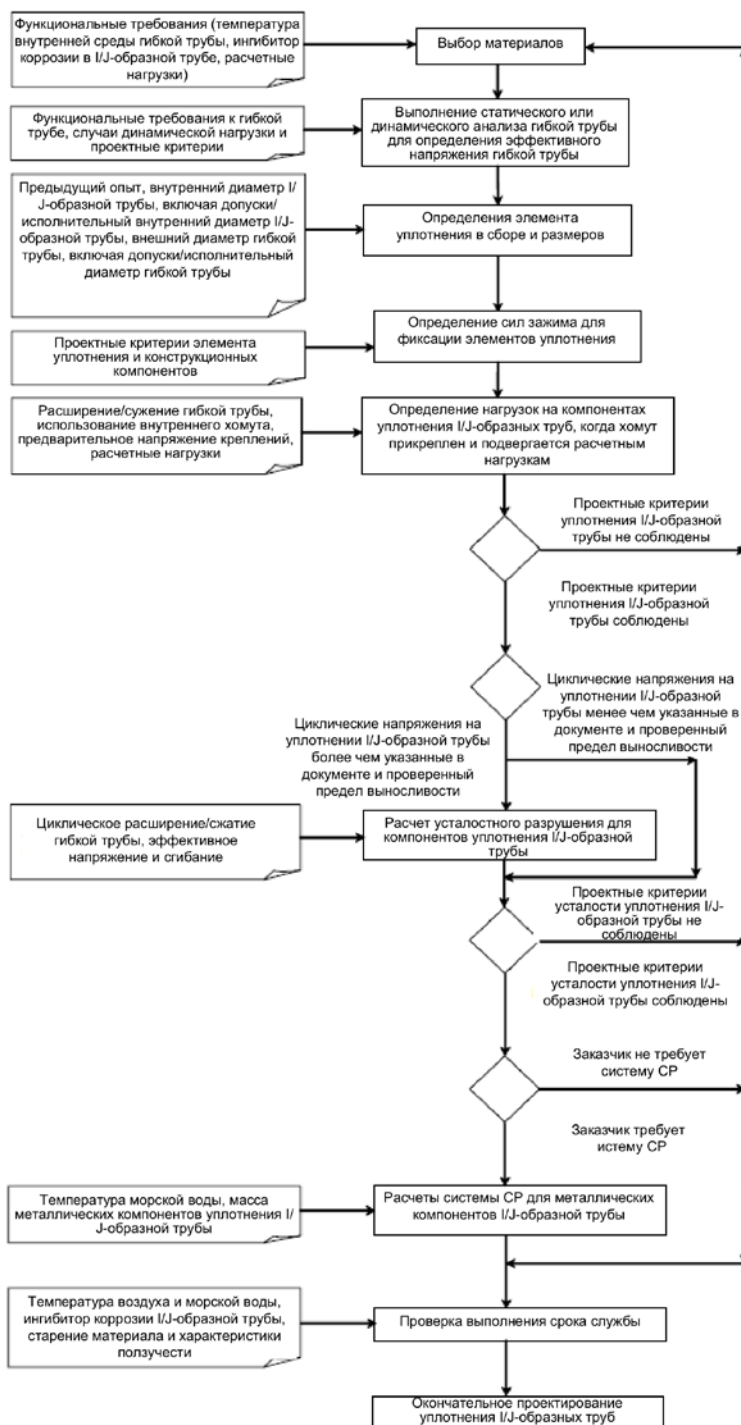 Функциональные требования (температура
внутренней среды гибкой трубы, ингибитор
коррозии в I/J-образной трубе, расчетные
нагрузки)
Выбор материалов
Функциональные требования к гибкой
трубе, случаи динамической нагрузки и
проектные критерии
Выполнение статического или
динамического анализа гибкой трубы
для определения эффективного
напряжения гибкой трубы
Предыдущий опыт, внутренний диаметр I/
J-образной трубы, включая допуски/
исполнительный внутренний диаметр I/J-
образной трубы, внешний диаметр гибкой
трубы, включая допуски/исполнительный
диаметр гибкой трубы
Определения элемента
уплотнения в сборе и размеров
Проектные критерии элемента
уплотнения и конструкционных
компонентов
Определение сил зажима для
фиксации элементов уплотнения
Расширение/сужение гибкой трубы,
использование внутреннего хомута,
предварительное напряжение креплений,
расчетные нагрузки
Определение нагрузок на компонентах
уплотнения I/J-образных труб, когда хомут
прикреплен и подвергается расчетным
нагрузкам
Проектные критерии
уплотнения I/J-образной
трубы не соблюдены
Проектные критерии
уплотнения I/J-образной
трубы соблюдены
Циклические напряжения на
уплотнении I/J-образной
трубы менее чем указанные в
документе и проверенный
предел выносливости
Циклические напряжения на
уплотнении I/J-образной трубы
более чем указанные в
документе и проверенный
предел выносливости
Циклическое расширение/сжатие
гибкой трубы, эффективное
напряжение и сгибание
Расчет усталостного разрушения для
компонентов уплотнения I/J-образной
трубы
Проектные критерии
усталости уплотнения I/J-
образной трубы не
соблюдены
Проектные критерии
усталости уплотнения I/J-
образной трубы соблюдены
Заказчик не требует
систему СР
Заказчик требует
истему СР
Температура морской воды, масса
металлических компонентов уплотнения I/
J-образной трубы
Расчеты системы СР для металлических
компонентов I/J-образной трубы
Температура воздуха и морской воды,
ингибитор коррозии I/J-образной трубы,
старение материала и характеристики
ползучести
Проверка выполнения срока службы
Окончательное проектирование
уплотнения I/J-образных труб